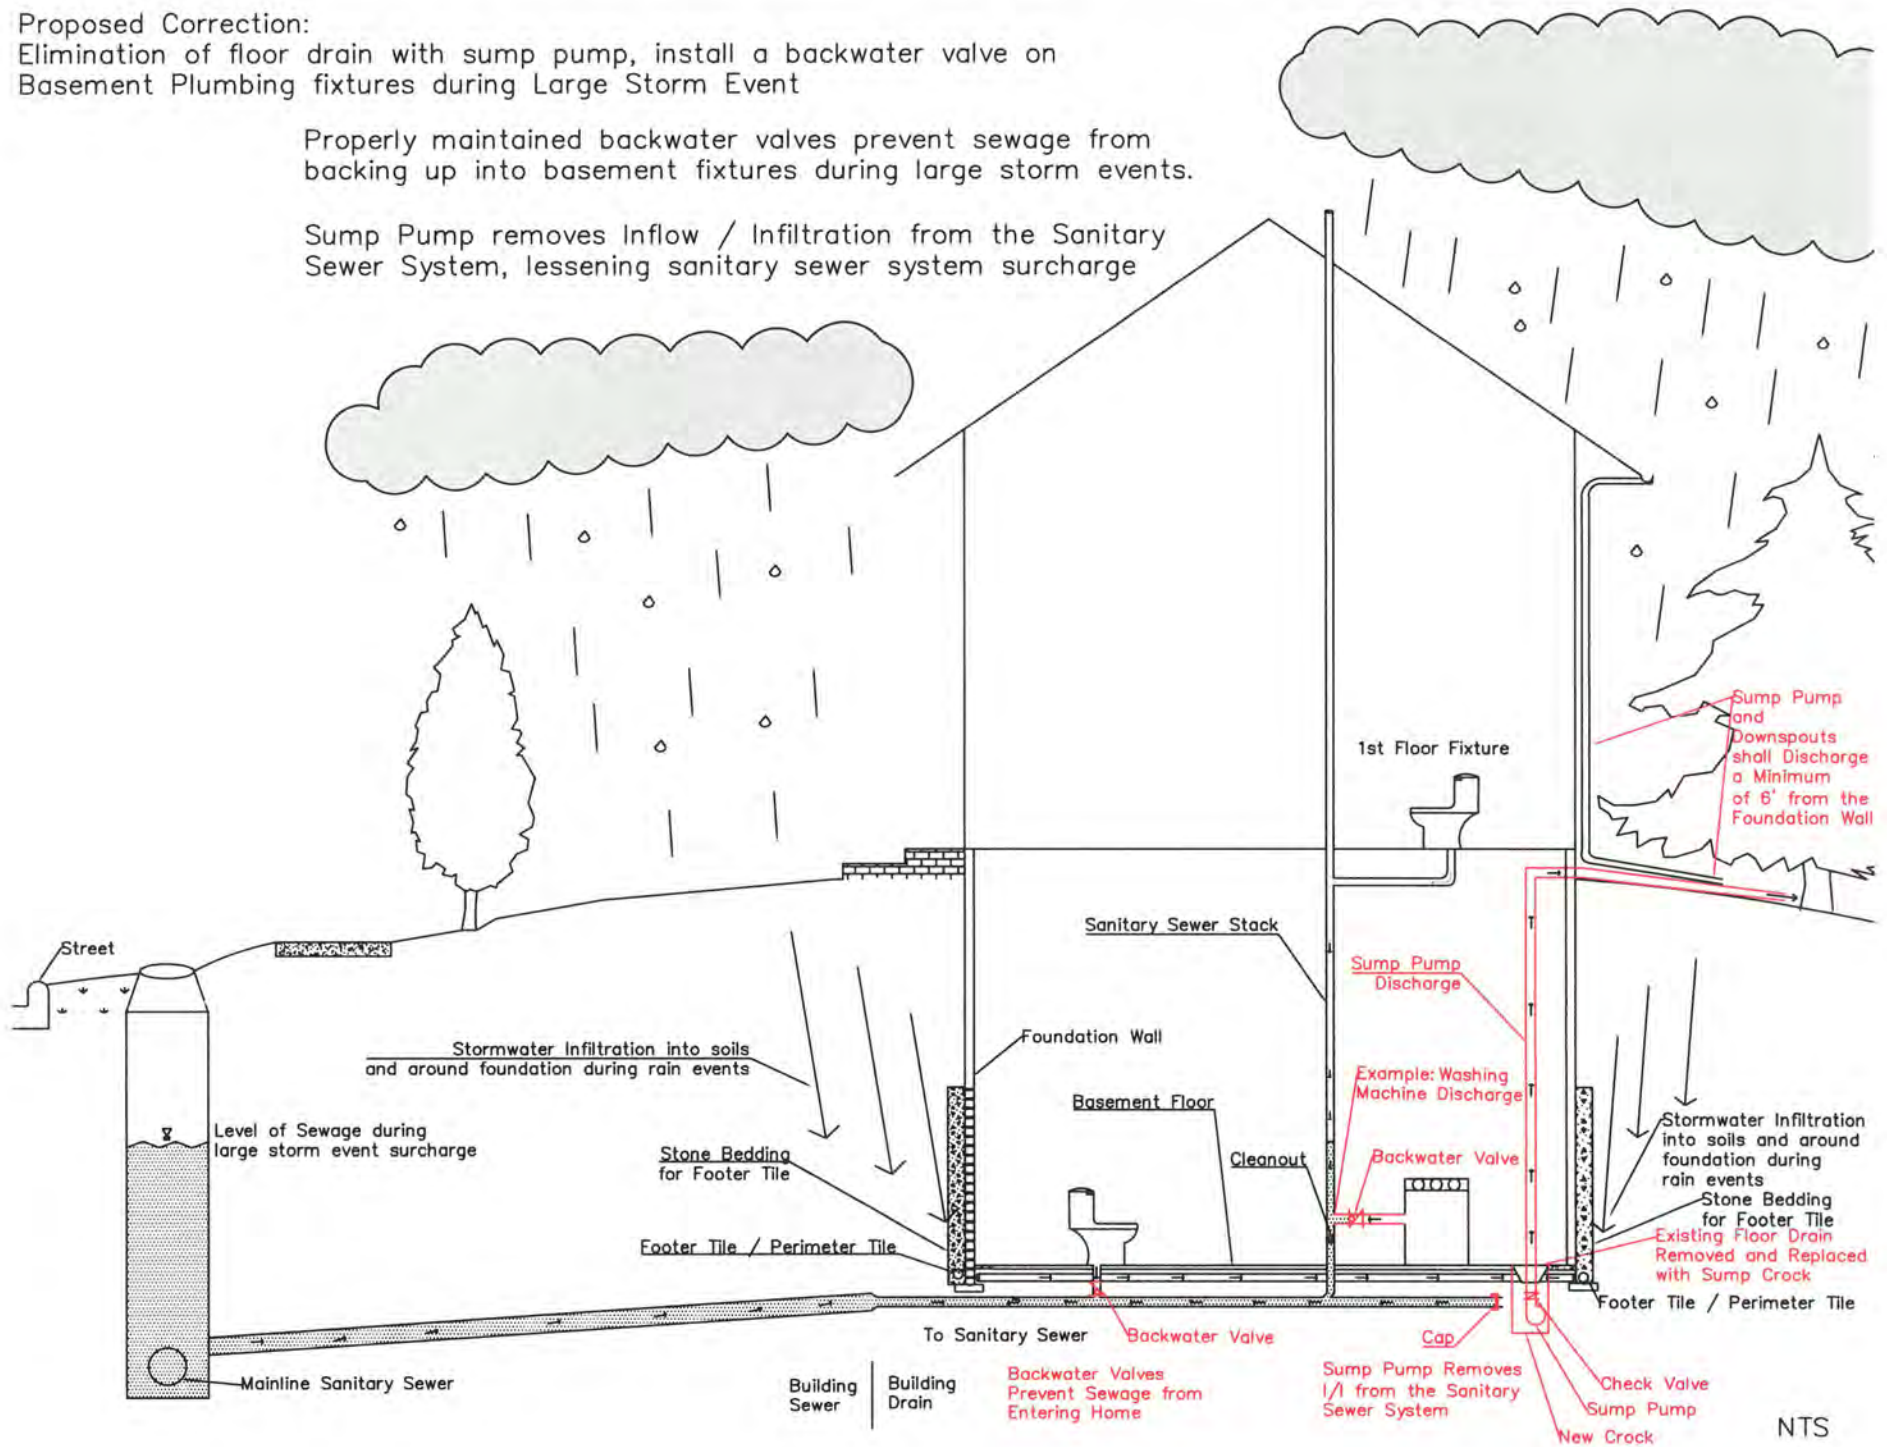 Proposed Correction:
Elimination of floor drain with sump pump, install a backwater valve on
Basement Plumbing fixtures during Large Storm Event
Properly maintained backwater valves prevent sewage from
backing up into basement fixtures during large storm events.
Sump Pump removes Inflow / Infiltration from the Sanitary
Sewer System, lessening sanitary sewer system surcharge
Sump Pump
and
Downspouts
shall Discharge
a Minimum
of 6' from the
Foundation Wall
1st Floor Fixture
Street
Sanitary Sewer Stack
Sump Pump
Discharge
Stormwater Infiltration into soils
and around foundation during rain events
Foundation Wall
Example: Washing
Machine Discharge
Basement Floor
Level of Sewage during
large storm event surcharge
Stone Bedding
for Footer Tile
Cleanout
Backwater Valve
Stormwater Infiltration
into soils and around
foundation during
rain events
Stone Bedding
for Footer Tile
Footer Tile / Perimeter Tile
Existing Floor Drain
Removed and Replaced
with Sump Crock
Footer Tile / Perimeter Tile
To Sanitary Sewer
Backwater Valve
Cap
Mainline Sanitary Sewer
Building
Sewer
Building
Drain
Backwater Valves
Prevent Sewage from
Entering Home
Sump Pump Removes
I/I from the Sanitary
Sewer System
Check Valve
Sump Pump
New Crock
NTS